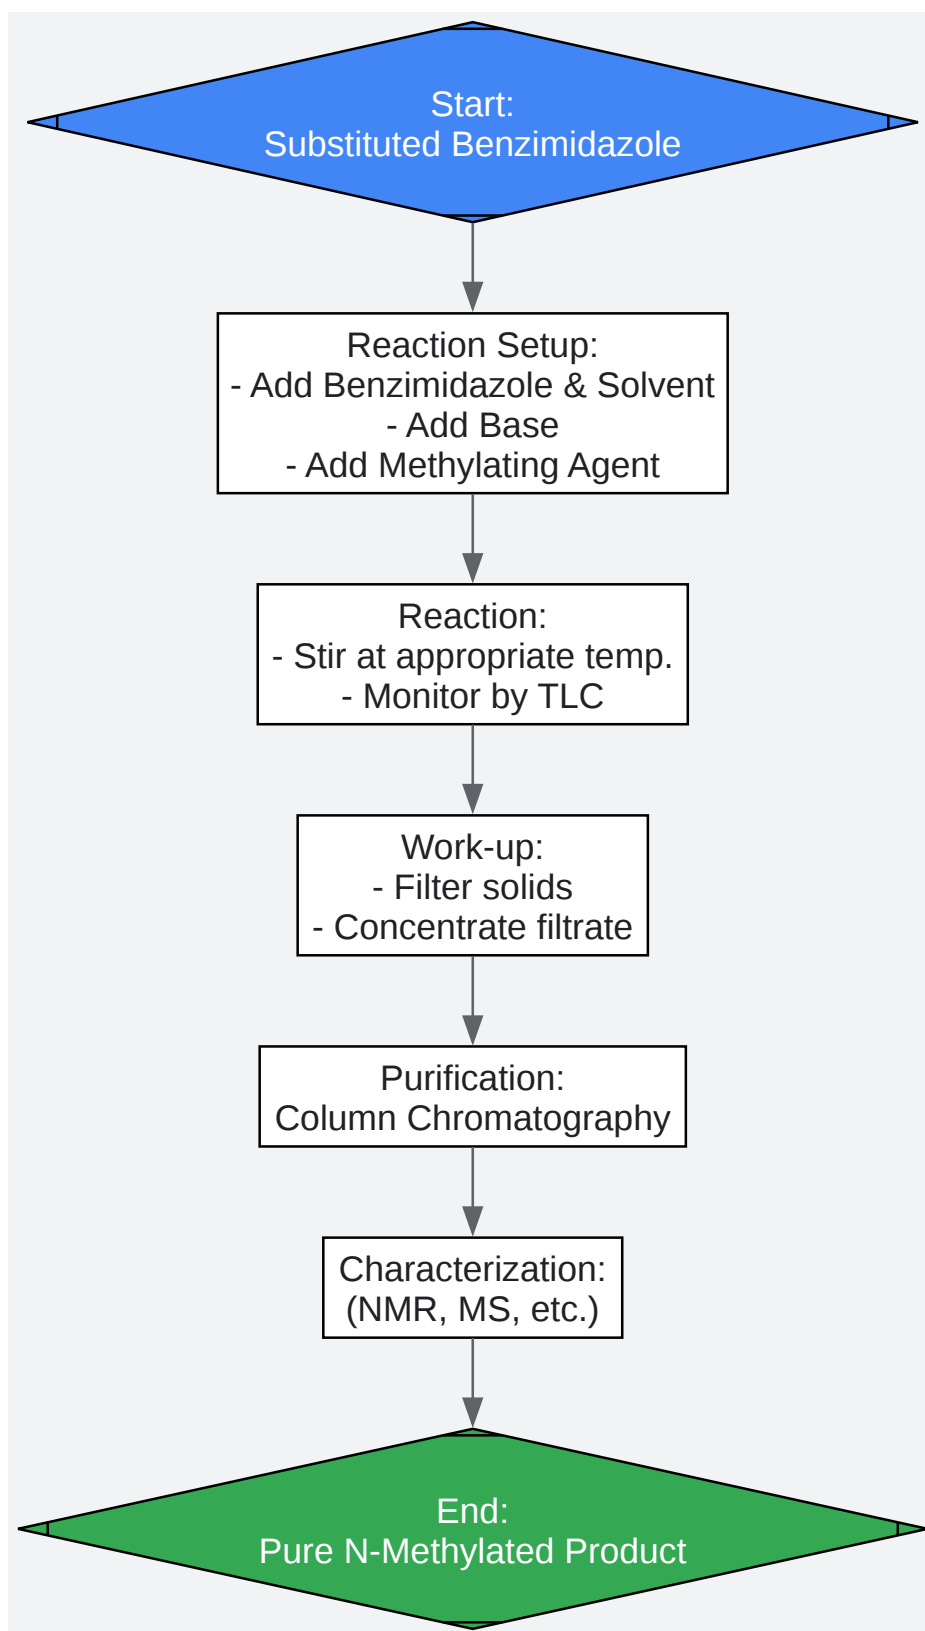 Start:
Substituted Benzimidazole
Reaction Setup:
- Add Benzimidazole & Solvent
- Add Base
- Add Methylating Agent
Reaction:
- Stir at appropriate temp.
- Monitor by TLC
Work-up:
- Filter solids
- Concentrate filtrate
Purification:
Column Chromatography
Characterization:
(NMR, MS, etc.)
End:
Pure N-Methylated Product